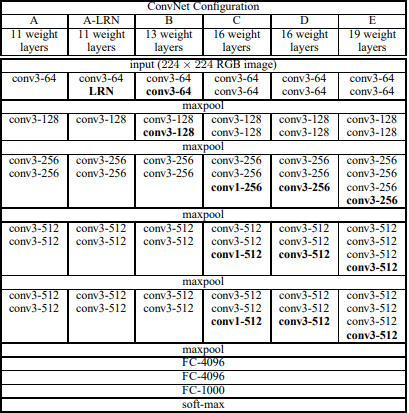 ConvNet Configuration
A A-LRN B C D E
11 weight 11 weight 13 weight 16 weight 16 weight 19 weight
layers layers layers layers layers layers
input (224 × 224 RGB image)
conv3-64 conv3-64 conv3-64 conv3-64 conv3-64 conv3-64
LRN conv3-64 conv3-64 conv3-64 conv3-64
maxpool
conv3-128 conv3-128 conv3-128 conv3-128 conv3-128 conv3-128
conv3-128 conv3-128 conv3-128 conv3-128
maxpool
conv3-256 conv3-256 conv3-256 conv3-256 conv3-256 conv3-256
conv3-256 conv3-256 conv3-256 conv3-256 conv3-256 conv3-256
conv1-256 conv3-256 conv3-256
conv3-256
maxpool
conv3-512 conv3-512 conv3-512 conv3-512 conv3-512 conv3-512
conv3-512 conv3-512 conv3-512 conv3-512 conv3-512 conv3-512
conv1-512 conv3-512 conv3-512
conv3-512
maxpool
conv3-512 conv3-512 conv3-512 conv3-512 conv3-512 conv3-512
conv3-512 conv3-512 conv3-512 conv3-512 conv3-512 conv3-512
conv1-512 conv3-512 conv3-512
conv3-512
maxpool
FC-4096
FC-4096
FC-1000
soft-max